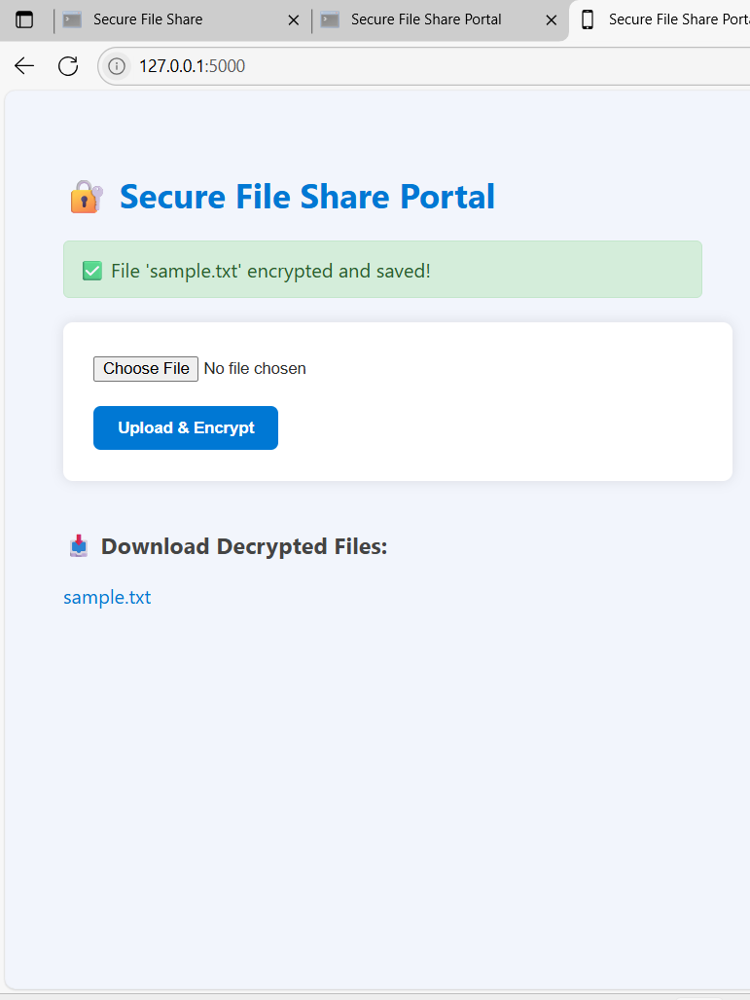 Secure File Share
Secure File Share Portal
Secure File Share Porta
127.0.0.1:5000
Secure File Share Portal
File 'sample.txt' encrypted and saved!
Choose File No file chosen
Upload & Encrypt
Download Decrypted Files:
sample.txt